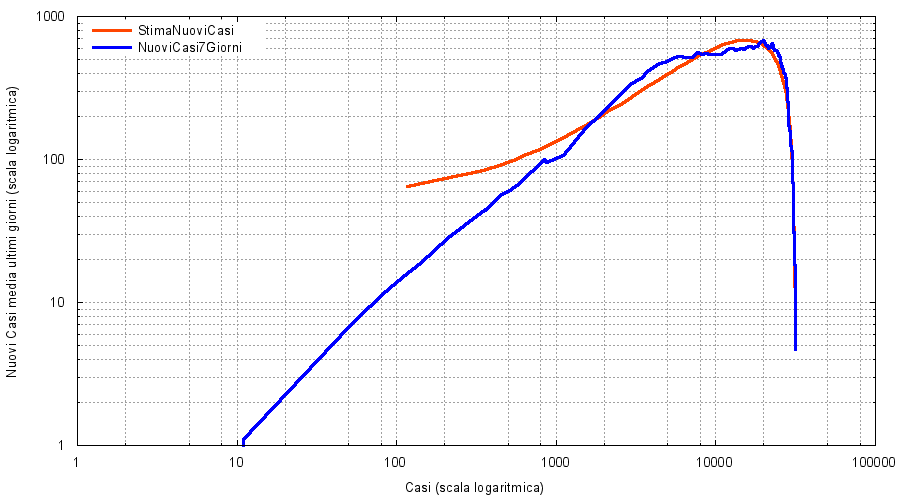 1000
StimaNuoviCasi
NuoviCasi7Giorni
100
10
1
1 10 100 1000 10000 100000
Nuovi Casi media ultimi giorni (scala logaritmica)
Casi (scala logaritmica)